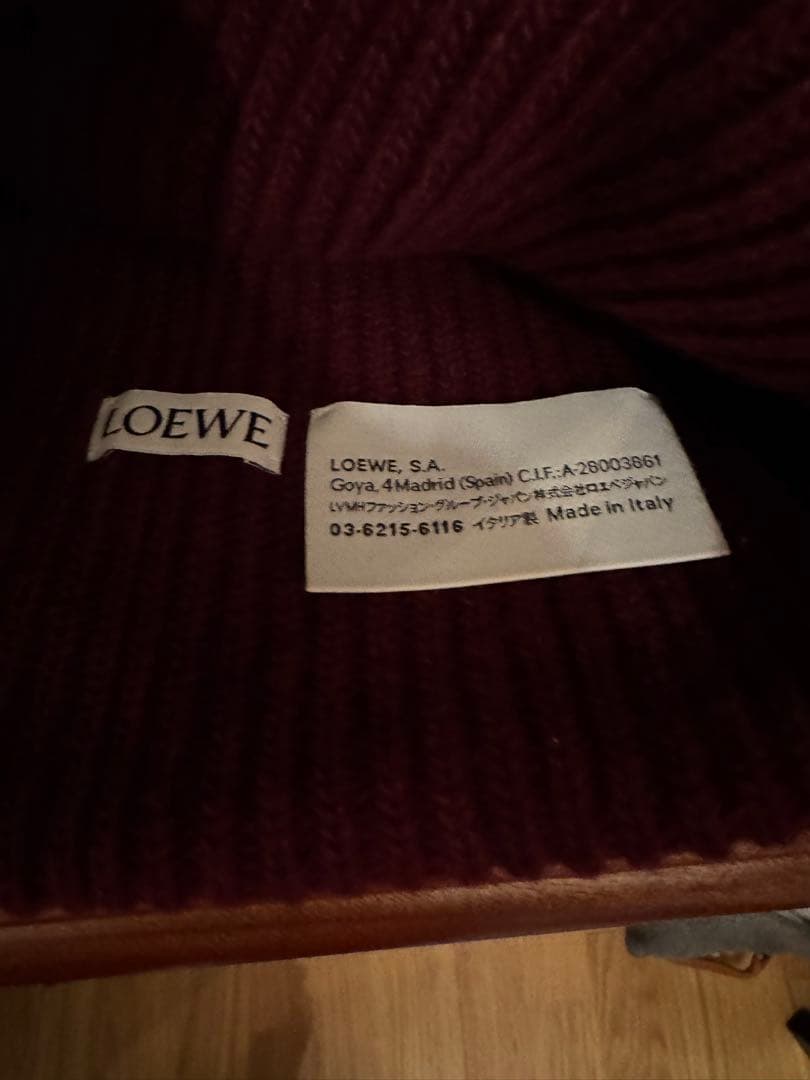 LOEWE
LOEWE, S.A.
Goya, 4 Madrid (Spain) C.I.F.: A-28003861
LVMHファッション・グループ・ジャパン株式会社ロエベジャパン
03-6215-6116 イタリア製 Made in Italy